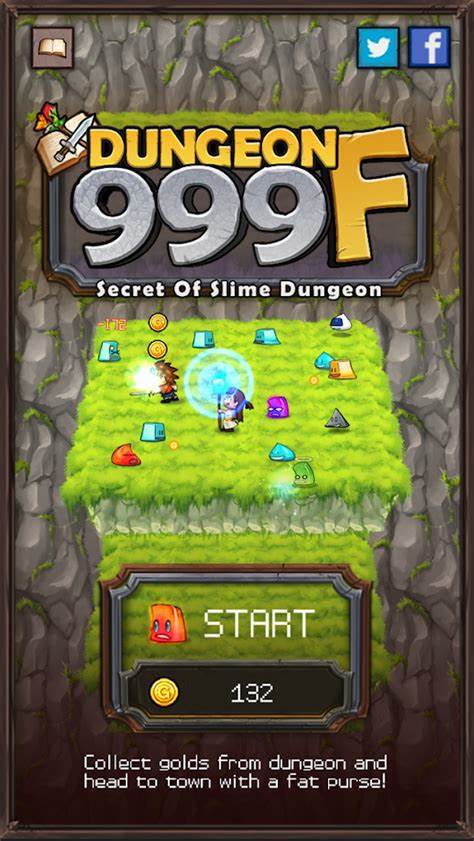 DUNGEON
999F
Secret Of Slime Dungeon
-172
START
132
Collect golds from dungeon and
head to town with a fat purse!